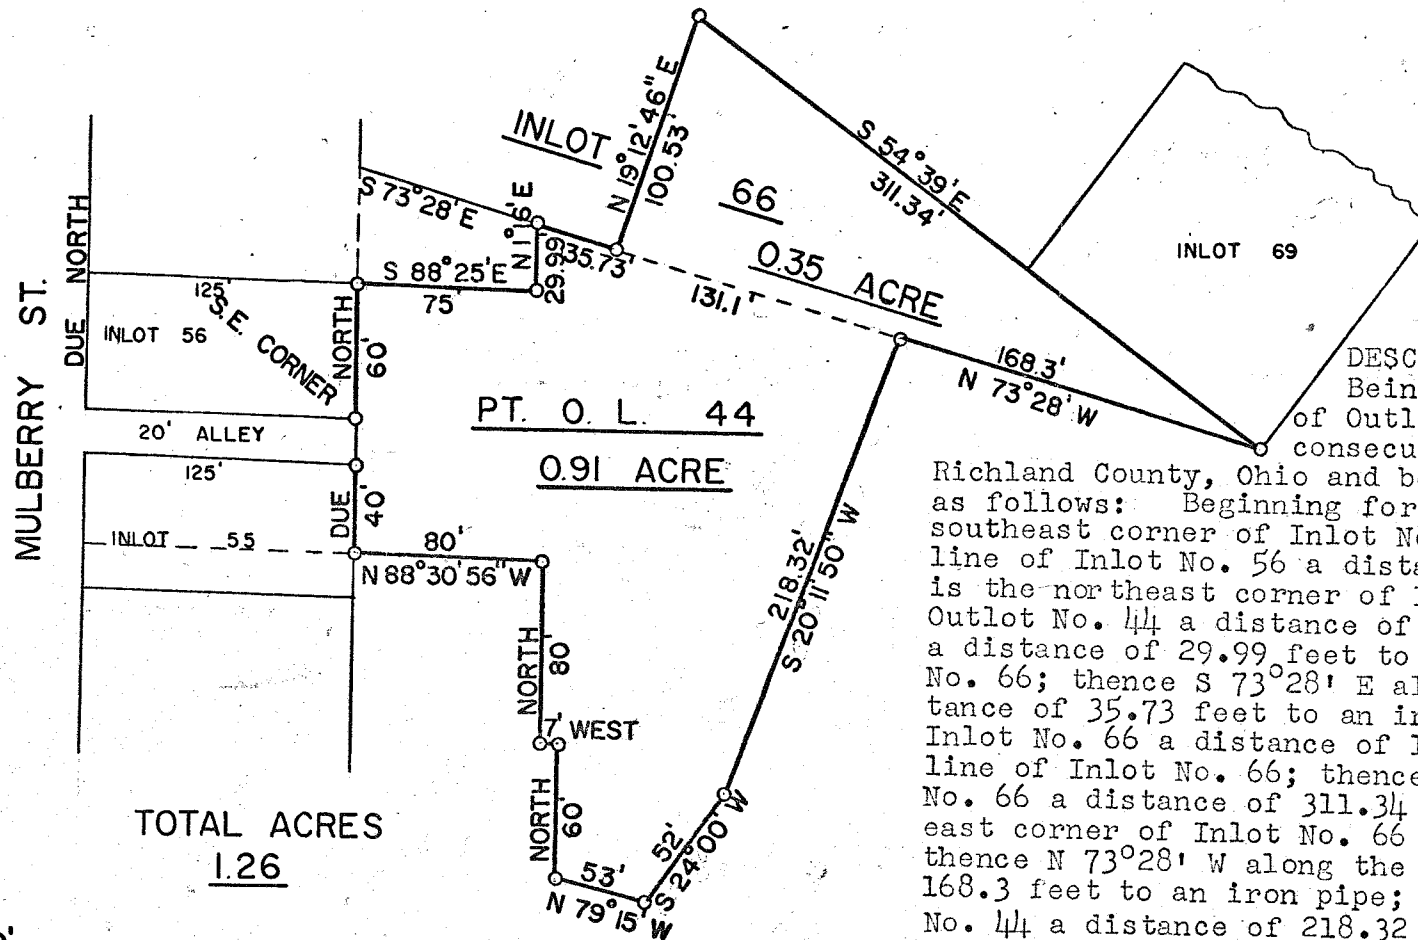 INLOT
N 19°12'46" E
100.53'
S 54°39' E
311.34'
66
0.35 ACRE
INLOT 69
S 73°28' E
N 1°16' E
29.99'
35.73'
131.1'
168.3'
N 73°28' W
MULBERRY ST.
DUE NORTH
125'
INLOT 56
S.E. CORNER
NORTH
60'
S 88°25' E
75'
20' ALLEY
125'
INLOT 55
DUE
40'
80'
N 88°30'56" W
PT. O. L. 44
0.91 ACRE
218.32'
S 20°11'50" W
NORTH
80'
7' WEST
NORTH
60'
53'
N 79°15' W
52'
S 24°00' W
TOTAL ACRES
1.26
DESC
Bein
of Outl
consecu
Richland County, Ohio and b
as follows: Beginning for
southeast corner of Inlot No
line of Inlot No. 56 a dista
is the northeast corner of I
Outlot No. 44 a distance of
a distance of 29.99 feet to
No. 66; thence S 73°28' E al
tance of 35.73 feet to an ir
Inlot No. 66 a distance of 1
line of Inlot No. 66; thence
No. 66 a distance of 311.34
east corner of Inlot No. 66
thence N 73°28' W along the
168.3 feet to an iron pipe;
No. 44 a distance of 218.32